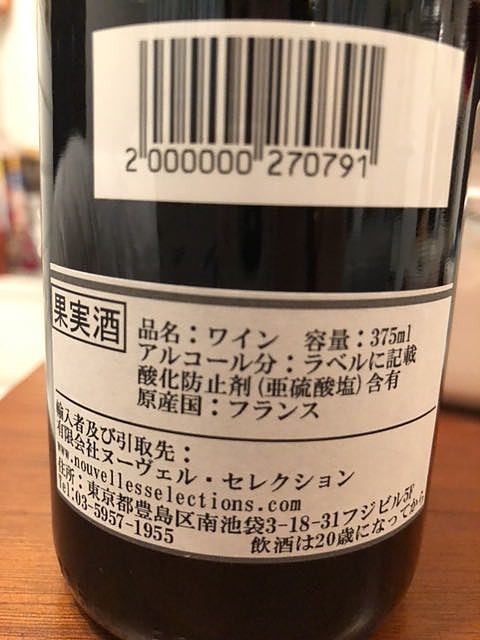 2 000000 270791
果実酒
品名：ワイン 容量：375ml
アルコール分：ラベルに記載
酸化防止剤(亜硫酸塩)含有
原産国：フランス
輸入者及び引取先：
有限会社ヌーヴェル・セレクション
www.nouvellesselections.com
住所：東京都豊島区南池袋3-18-31フジビル5F
Tel:03-5957-1955
飲酒は20歳になってから